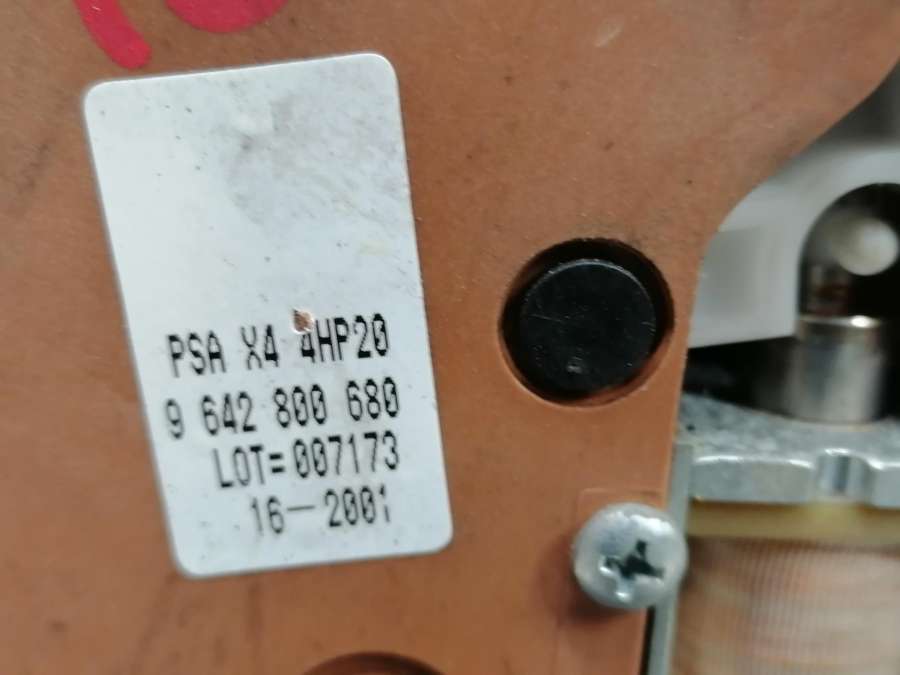 PSA X4 4HP20
9 642 800 680
LOT=007173
16-2001